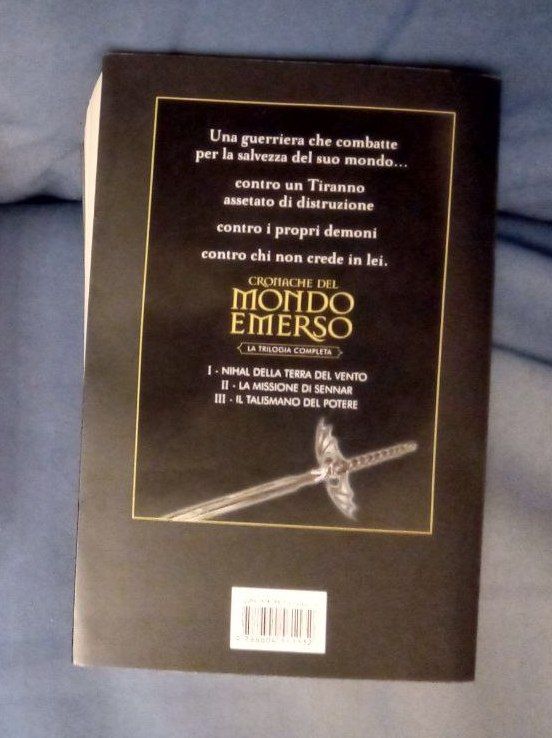 Una guerriera che combatte
per la salvezza del suo mondo...
contro un Tiranno
assetato di distruzione
contro i propri demoni
contro chi non crede in lei.
CRONACHE DEL
MONDO
EMERSO
LA TRILOGIA COMPLETA
I - NIHAL DELLA TERRA DEL VENTO
II - LA MISSIONE DI SENNAR
III - IL TALISMANO DEL POTERE